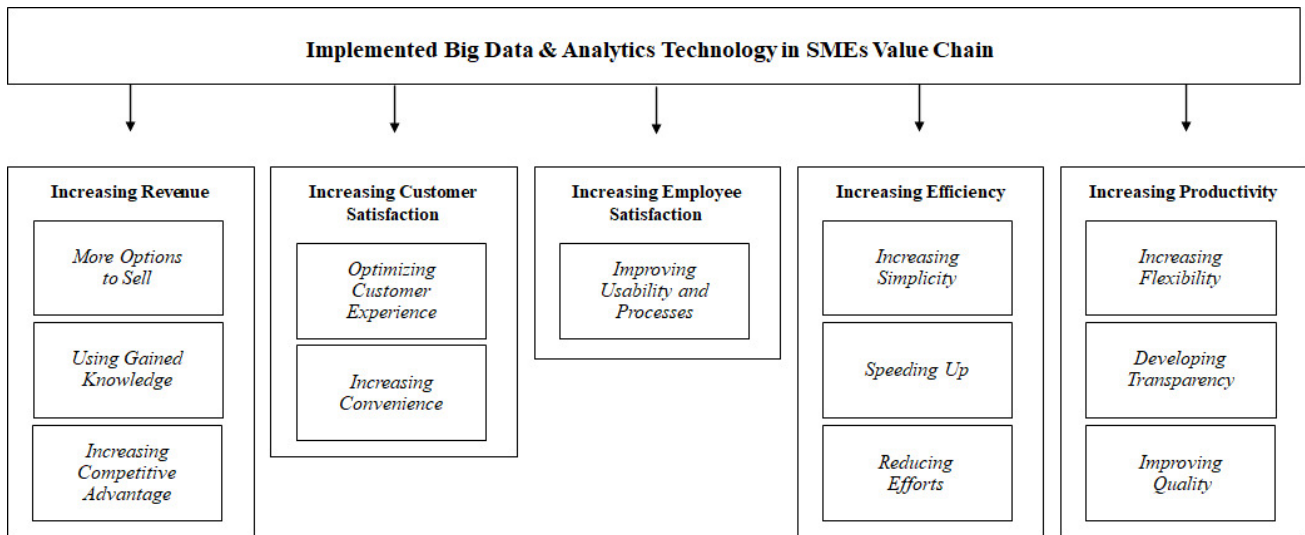 Implemented Big Data & Analytics Technology in SMEs Value Chain
Increasing Revenue
More Options
to Sell
Using Gained
Knowledge
Increasing
Competitive
Advantage
Increasing Customer
Satisfaction
Optimizing
Customer
Experience
Increasing
Convenience
Increasing Employee
Satisfaction
Improving
Usability and
Processes
Increasing Efficiency
Increasing
Simplicity
Speeding Up
Reducing
Efforts
Increasing Productivity
Increasing
Flexibility
Developing
Transparency
Improving
Quality